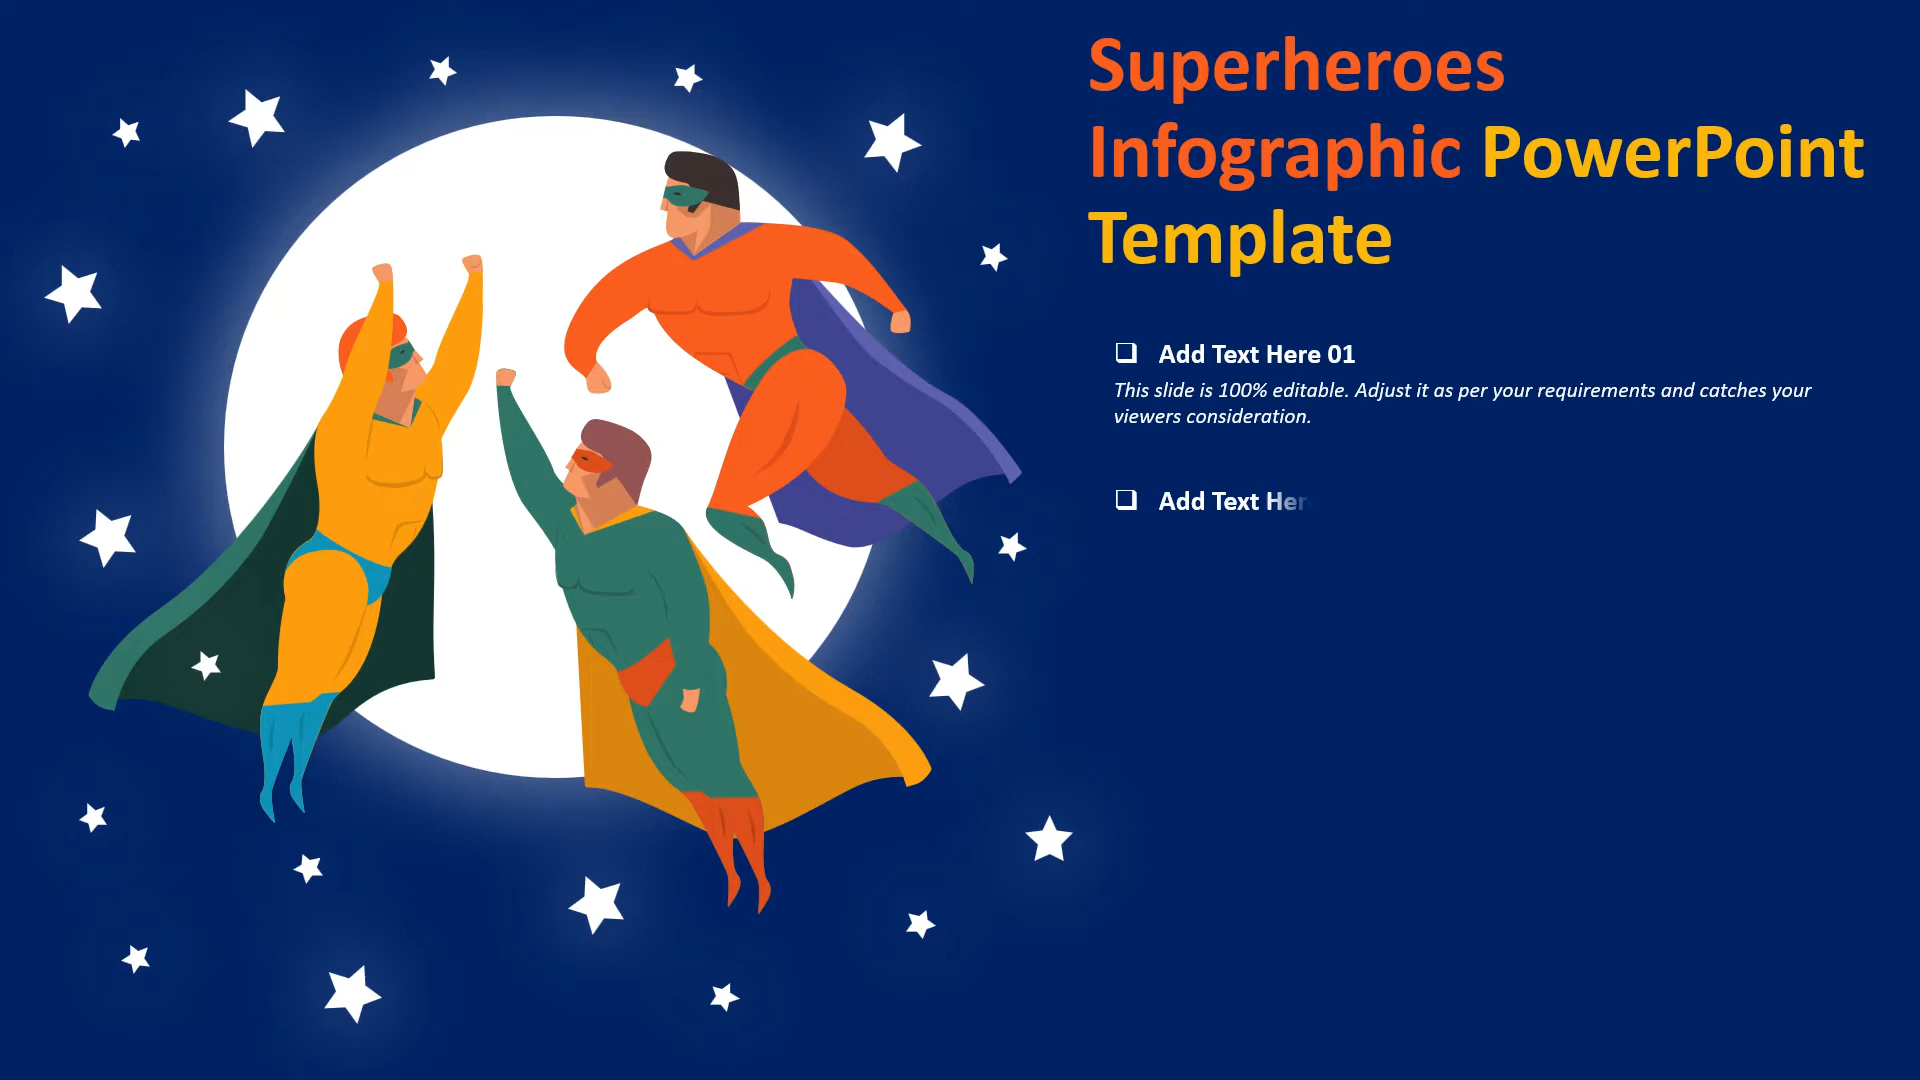 Superheroes
Infographic PowerPoint
Template
❑ Add Text Here 01
This slide is 100% editable. Adjust it as per your requirements and catches your
viewers consideration.
❑ Add Text Her